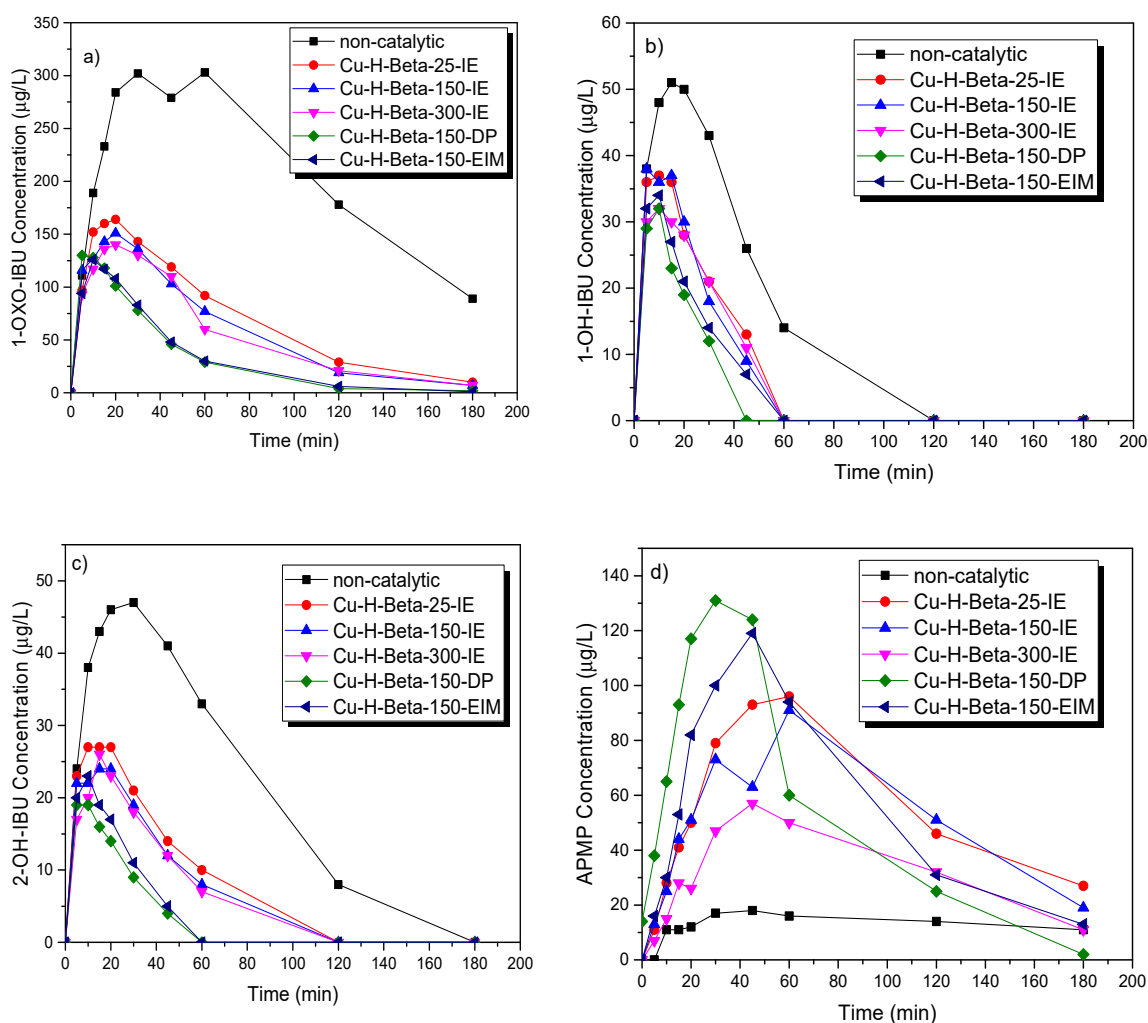 a)
350
300
250
200
150
100
50
0
1-OXO-IBU Concentration (µg/L)
non-catalytic
Cu-H-Beta-25-IE
Cu-H-Beta-150-IE
Cu-H-Beta-300-IE
Cu-H-Beta-150-DP
Cu-H-Beta-150-EIM
0 20 40 60 80 100 120 140 160 180 200
Time (min)
b)
60
50
40
30
20
10
0
1-OH-IBU Concentration (µg/L)
non-catalytic
Cu-H-Beta-25-IE
Cu-H-Beta-150-IE
Cu-H-Beta-300-IE
Cu-H-Beta-150-DP
Cu-H-Beta-150-EIM
0 20 40 60 80 100 120 140 160 180 200
Time (min)
c)
50
40
30
20
10
0
2-OH-IBU Concentration (µg/L)
non-catalytic
Cu-H-Beta-25-IE
Cu-H-Beta-150-IE
Cu-H-Beta-300-IE
Cu-H-Beta-150-DP
Cu-H-Beta-150-EIM
0 20 40 60 80 100 120 140 160 180 200
Time (min)
d)
140
120
100
80
60
40
20
0
APMP Concentration (µg/L)
non-catalytic
Cu-H-Beta-25-IE
Cu-H-Beta-150-IE
Cu-H-Beta-300-IE
Cu-H-Beta-150-DP
Cu-H-Beta-150-EIM
0 20 40 60 80 100 120 140 160 180 200
Time (min)